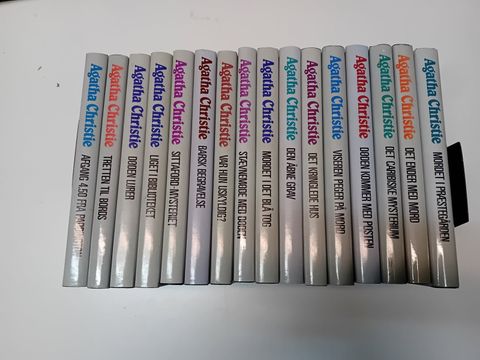 Agatha Christie AFGANG 4.50 FRA PADDINGTON
Agatha Christie TRETTEN TIL BORDS
Agatha Christie DØDEN LURER
Agatha Christie LIGET I BIBLIOTEKET
Agatha Christie SITTAFORD-MYSTERIET
Agatha Christie BARSK BEGRAVELSE
Agatha Christie VAR HUN USKYLDIG?
Agatha Christie STÆVNEMØDE MED DØDEN
Agatha Christie MORDET I DET BLÅ TOG
Agatha Christie DEN ÅBNE GRAV
Agatha Christie DET KRINGLEDE HUS
Agatha Christie VISEREN PEGER PÅ MORD
Agatha Christie DØDEN KOMMER MED POSTEN
Agatha Christie DET CARIBISKE MYSTERIUM
Agatha Christie DET ENDER MED MORD
Agatha Christie MORDET I PRÆSTEGÅRDEN